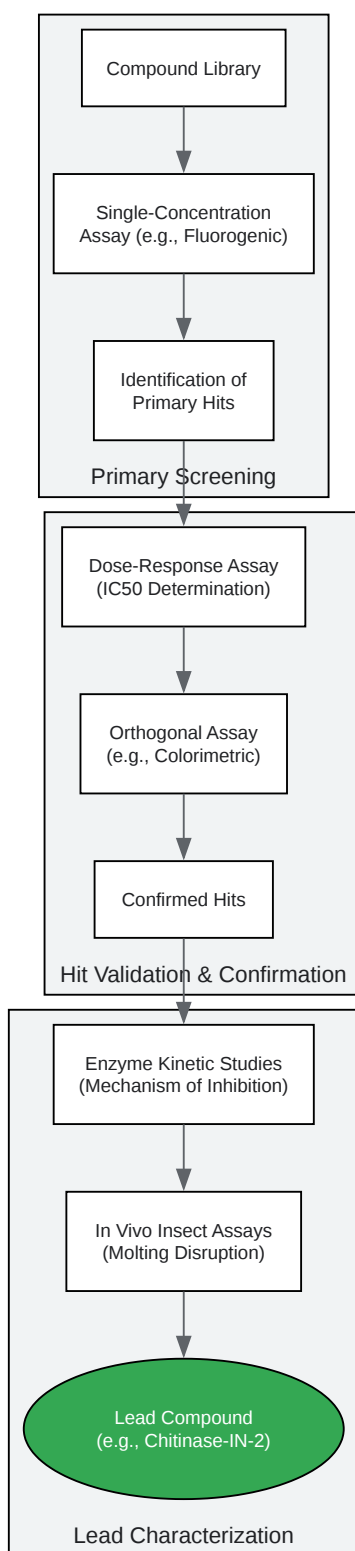 Compound Library
Single-Concentration
Assay (e.g., Fluorogenic)
Identification of
Primary Hits
Primary Screening
Dose-Response Assay
(IC50 Determination)
Orthogonal Assay
(e.g., Colorimetric)
Confirmed Hits
Hit Validation & Confirmation
Enzyme Kinetic Studies
(Mechanism of Inhibition)
In Vivo Insect Assays
(Molting Disruption)
Lead Compound
(e.g., Chitinase-IN-2)
Lead Characterization